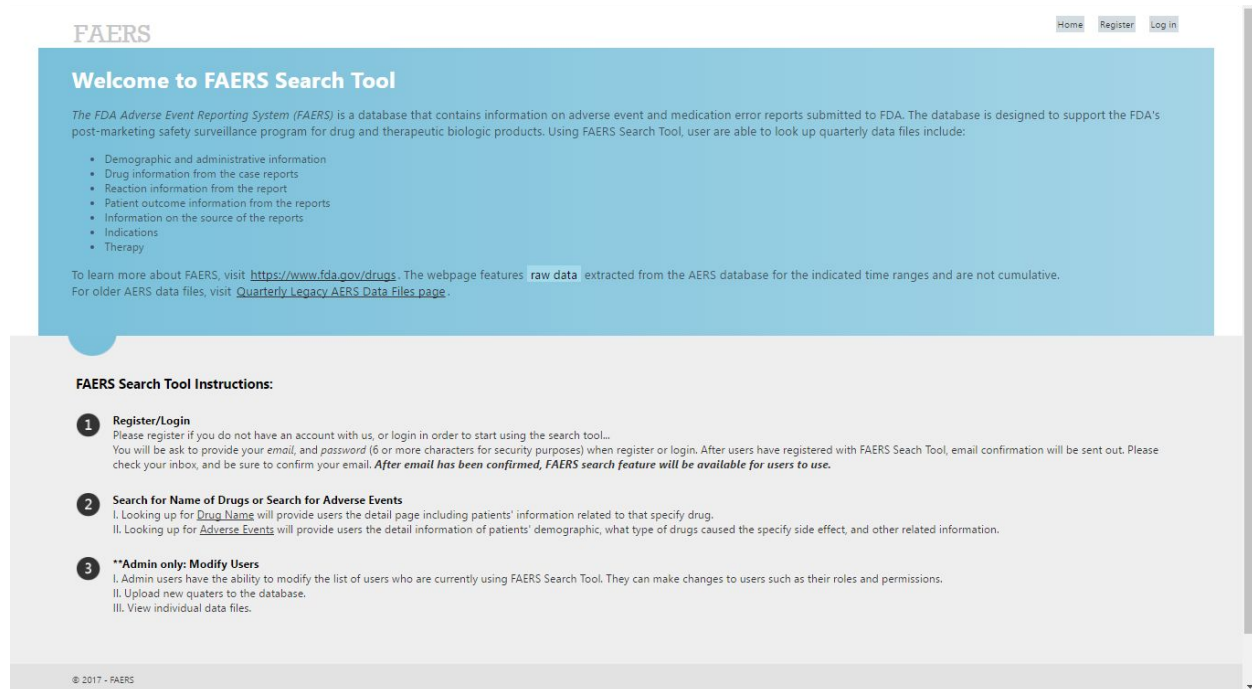 FAERS
Home Register Log in
Welcome to FAERS Search Tool
The FDA Adverse Event Reporting System (FAERS) is a database that contains information on adverse event and medication error reports submitted to FDA. The database is designed to support the FDA's
post-marketing safety surveillance program for drug and therapeutic biologic products. Using FAERS Search Tool, user are able to look up quarterly data files include:
• Demographic and administrative information
• Drug information from the case reports
• Reaction information from the report
• Patient outcome information from the reports
• Information on the source of the reports
• Indications
• Therapy
To learn more about FAERS, visit https://www.fda.gov/drugs. The webpage features raw data extracted from the AERS database for the indicated time ranges and are not cumulative.
For older AERS data files, visit Quarterly Legacy AERS Data Files page.
FAERS Search Tool Instructions:
1 Register/Login
Please register if you do not have an account with us, or login in order to start using the search tool...
You will be ask to provide your email, and password (6 or more characters for security purposes) when register or login. After users have registered with FAERS Seach Tool, email confirmation will be sent out. Please
check your inbox, and be sure to confirm your email. After email has been confirmed, FAERS search feature will be available for users to use.
2 Search for Name of Drugs or Search for Adverse Events
I. Looking up for Drug Name will provide users the detail page including patients' information related to that specify drug.
II. Looking up for Adverse Events will provide users the detail information of patients' demographic, what type of drugs caused the specify side effect, and other related information.
3 **Admin only: Modify Users
I. Admin users have the ability to modify the list of users who are currently using FAERS Search Tool. They can make changes to users such as their roles and permissions.
II. Upload new quaters to the database.
III. View individual data files.
© 2017 - FAERS